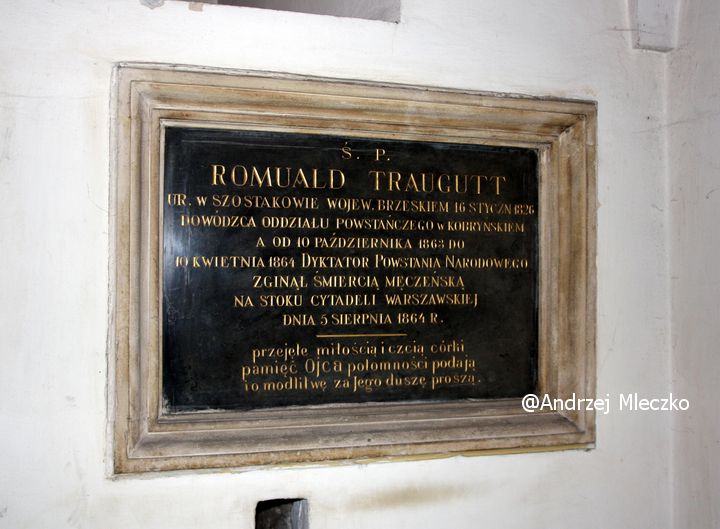 Ś. P.
ROMUALD TRAUGUTT
UR. W SZOSTAKOWIE WOJEW. BRZESKIEM 16 STYCZN 1826
DOWÓDZCA ODDZIAŁU POWSTAŃCZEGO W KOBRYNSKIEM
A OD 10 PAŹDZIERNIKA 1863 DO
10 KWIETNIA 1864 DYKTATOR POWSTANIA NARODOWEGO
ZGINĄŁ ŚMIERCIĄ MĘCZEŃSKĄ
NA STOKU CYTADELI WARSZAWSKIEJ
DNIA 5 SIERPNIA 1864 R.
przejęte miłością i czcią córki
pamięć Ojca potomności podają
i o modlitwę za Jego duszę proszą.
@Andrzej Mleczko